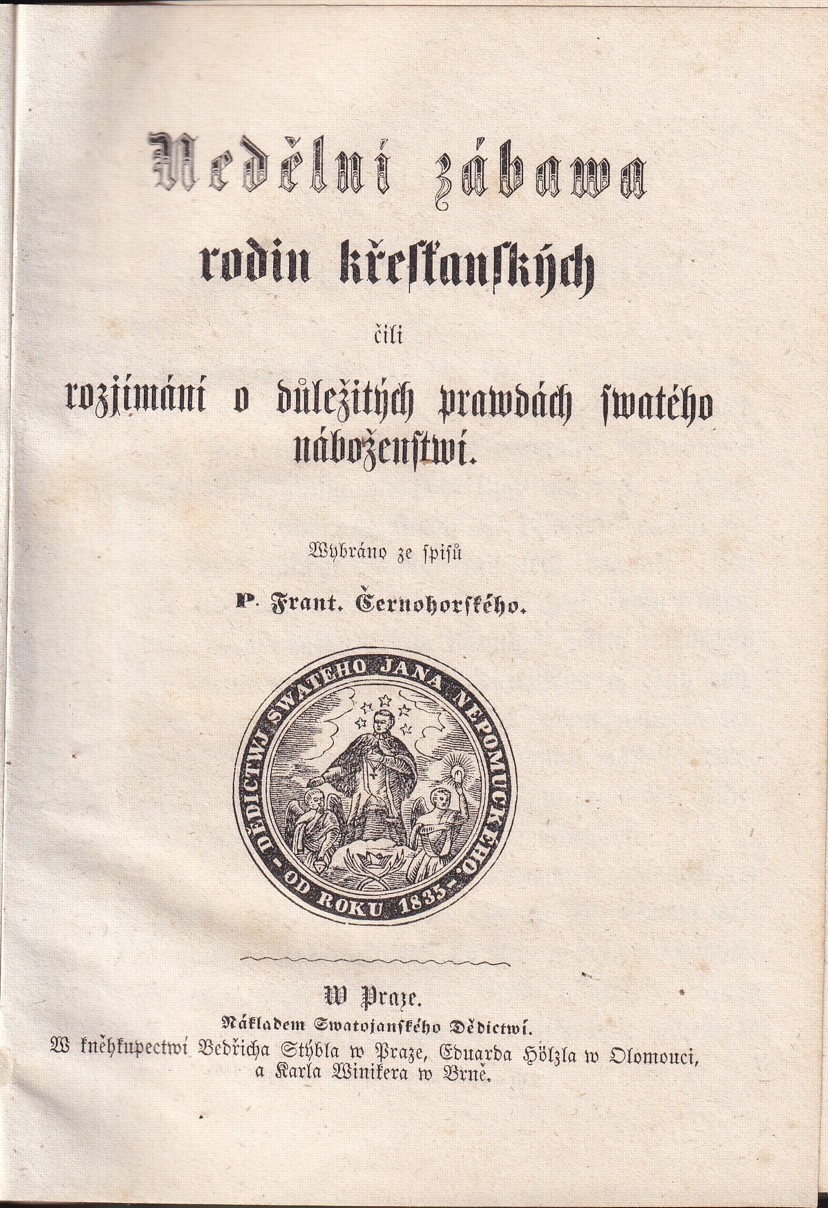 Nedělní zábawa
rodin křesťanských
čili
rozjímání o důležitých prawdách swatého
náboženstwí.
Wybráno ze spisů
P. Frant. Černohorského.
DĚDICTWJ SWATÉHO JANA NEPOMUCKÉHO.
– OD ROKU 1835 –
W Praze.
Nákladem Swatojanského Dědictwí.
W kněhkupectwí Bedřicha Stýbla w Praze, Eduarda Hölzla w Olomouci,
a Karla Winikera w Brně.